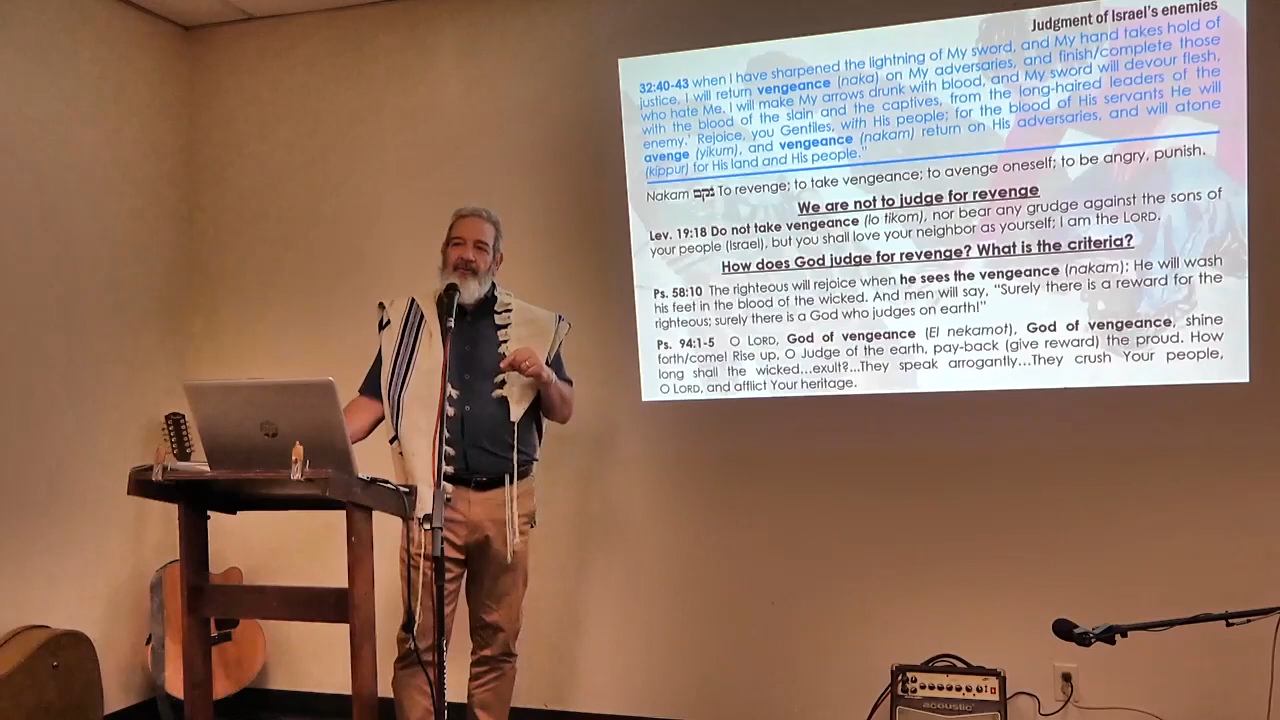 Judgment of Israel's enemies
32:40-43 when I have sharpened the lightning of My sword, and My hand takes hold of
justice, I will return vengeance (naka) on My adversaries, and finish/complete those
who hate Me. I will make My arrows drunk with blood, and My sword will devour flesh,
with the blood of the slain and the captives, from the long-haired leaders of the
enemy.' Rejoice, you Gentiles, with His people; for the blood of His servants He will
avenge (yikum), and vengeance (nakam) return on His adversaries, and will atone
(kippur) for His land and His people."
Nakam נקם To revenge; to take vengeance; to avenge oneself; to be angry, punish.
We are not to judge for revenge
Lev. 19:18 Do not take vengeance (lo tikom), nor bear any grudge against the sons of
your people (Israel), but you shall love your neighbor as yourself; I am the LORD.
How does God judge for revenge? What is the criteria?
Ps. 58:10 The righteous will rejoice when he sees the vengeance (nakam); He will wash
his feet in the blood of the wicked. And men will say, "Surely there is a reward for the
righteous; surely there is a God who judges on earth!"
Ps. 94:1-5 O LORD, God of vengeance (El nekamot), God of vengeance, shine
forth/come! Rise up, O Judge of the earth, pay-back (give reward) the proud. How
long shall the wicked...exult?...They speak arrogantly...They crush Your people,
O LORD, and afflict Your heritage.
acoustic